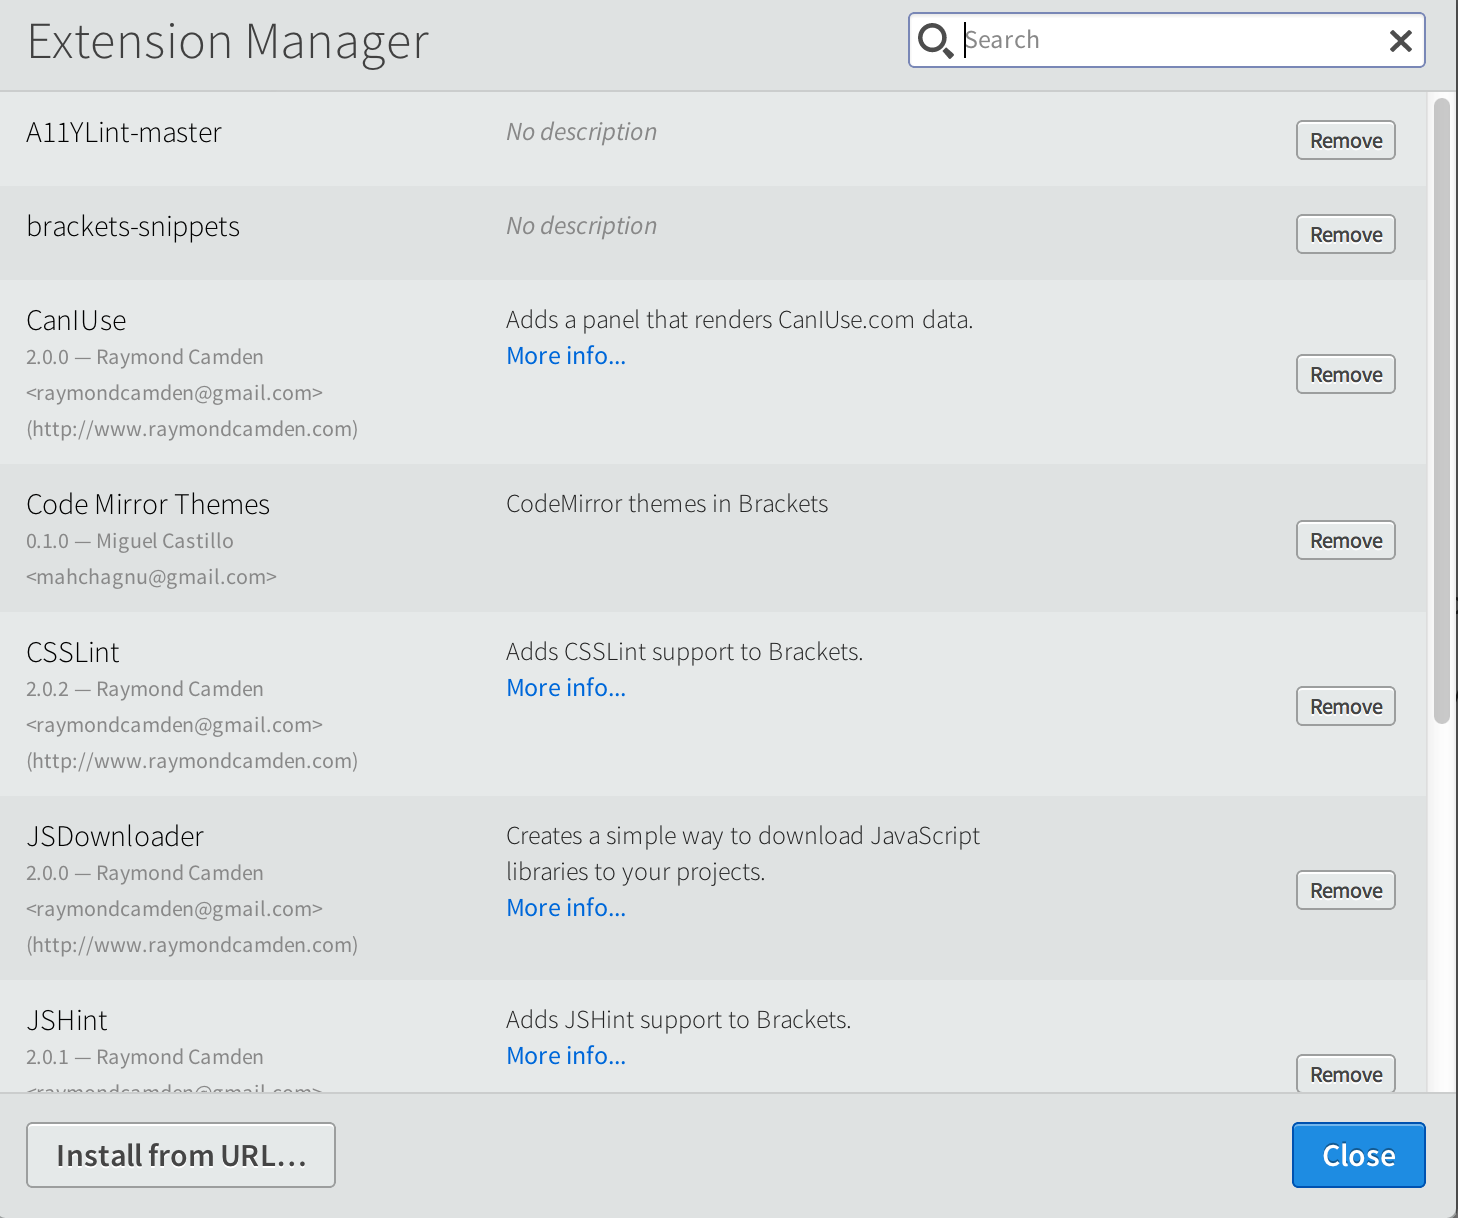 Extension Manager
Search
A11YLint-master
No description
Remove
brackets-snippets
No description
Remove
CanIUse
2.0.0 — Raymond Camden
<raymondcamden@gmail.com>
(http://www.raymondcamden.com)
Adds a panel that renders CanIUse.com data.
More info...
Remove
Code Mirror Themes
0.1.0 — Miguel Castillo
<mahchagnu@gmail.com>
CodeMirror themes in Brackets
Remove
CSSLint
2.0.2 — Raymond Camden
<raymondcamden@gmail.com>
(http://www.raymondcamden.com)
Adds CSSLint support to Brackets.
More info...
Remove
JSDownloader
2.0.0 — Raymond Camden
<raymondcamden@gmail.com>
(http://www.raymondcamden.com)
Creates a simple way to download JavaScript
libraries to your projects.
More info...
Remove
JSHint
2.0.1 — Raymond Camden
<raymondcamden@gmail.com>
Adds JSHint support to Brackets.
More info...
Remove
Install from URL...
Close